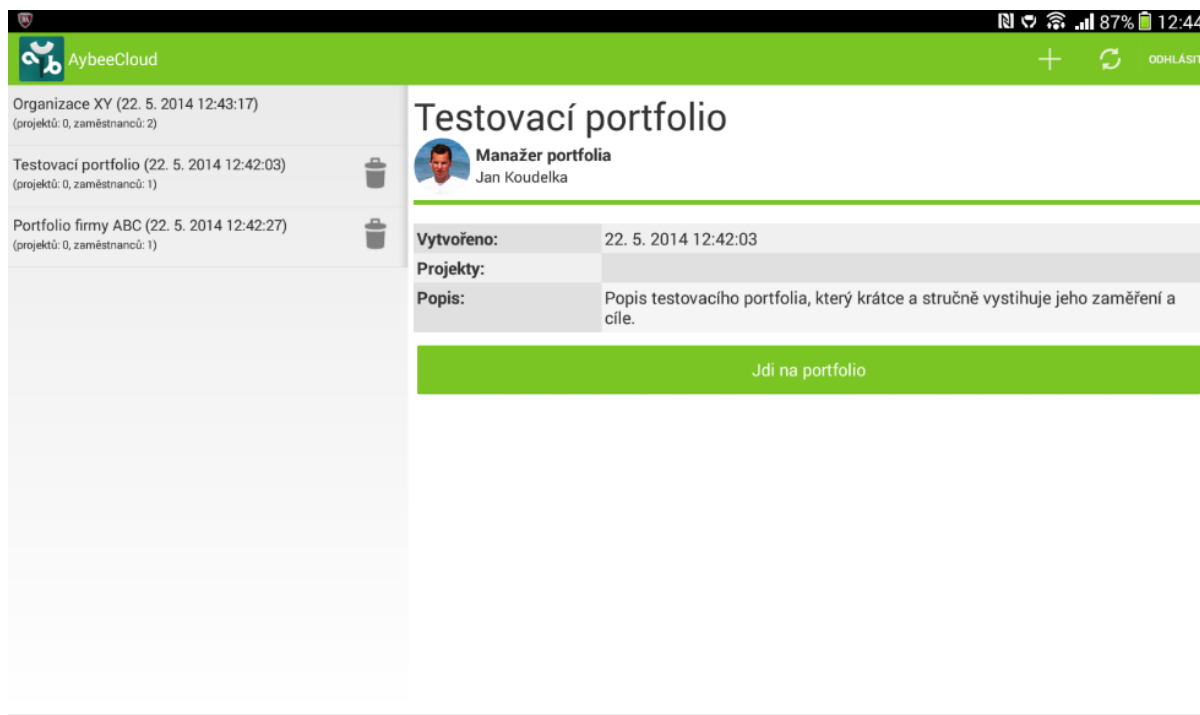 87% 12:44
AybeeCloud
ODHLÁSIT
Organizace XY (22. 5. 2014 12:43:17)
(projektů: 0, zaměstnanců: 2)
Testovací portfolio (22. 5. 2014 12:42:03)
(projektů: 0, zaměstnanců: 1)
Portfolio firmy ABC (22. 5. 2014 12:42:27)
(projektů: 0, zaměstnanců: 1)
Testovací portfolio
Manažer portfolia
Jan Koudelka
Vytvořeno: 22. 5. 2014 12:42:03
Projekty:
Popis: Popis testovacího portfolia, který krátce a stručně vystihuje jeho zaměření a
cíle.
Jdi na portfolio